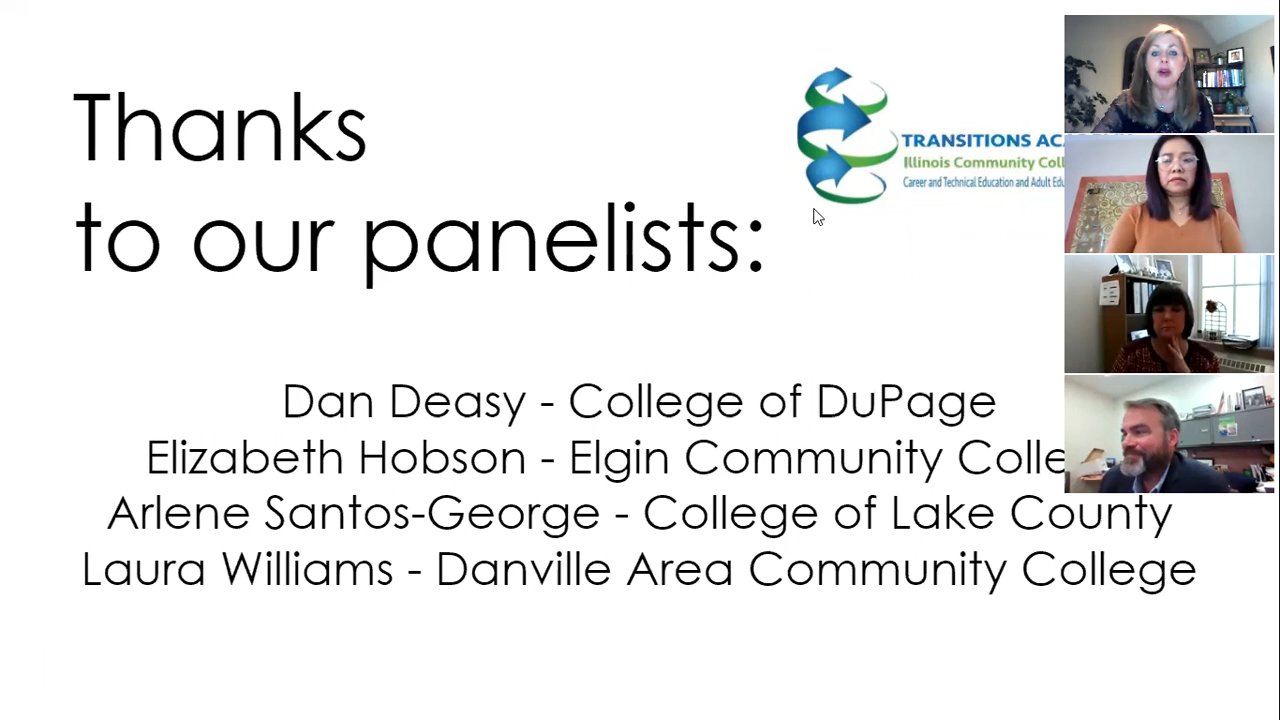 Thanks
to our panelists:
TRANSITIONS AC
Illinois Community Coll
Career and Technical Education and Adult Edu
Dan Deasy - College of DuPage
Elizabeth Hobson - Elgin Community Colle
Arlene Santos-George - College of Lake County
Laura Williams - Danville Area Community College